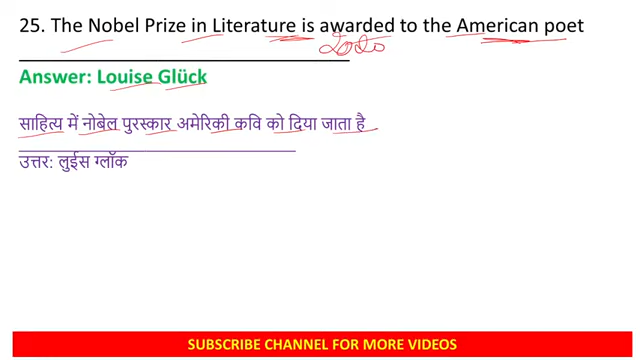 25. The Nobel Prize in Literature is awarded to the American poet
2020
Answer: Louise Glück
साहित्य में नोबेल पुरस्कार अमेरिकी कवि को दिया जाता है
उत्तर: लुईस ग्लॉक
SUBSCRIBE CHANNEL FOR MORE VIDEOS